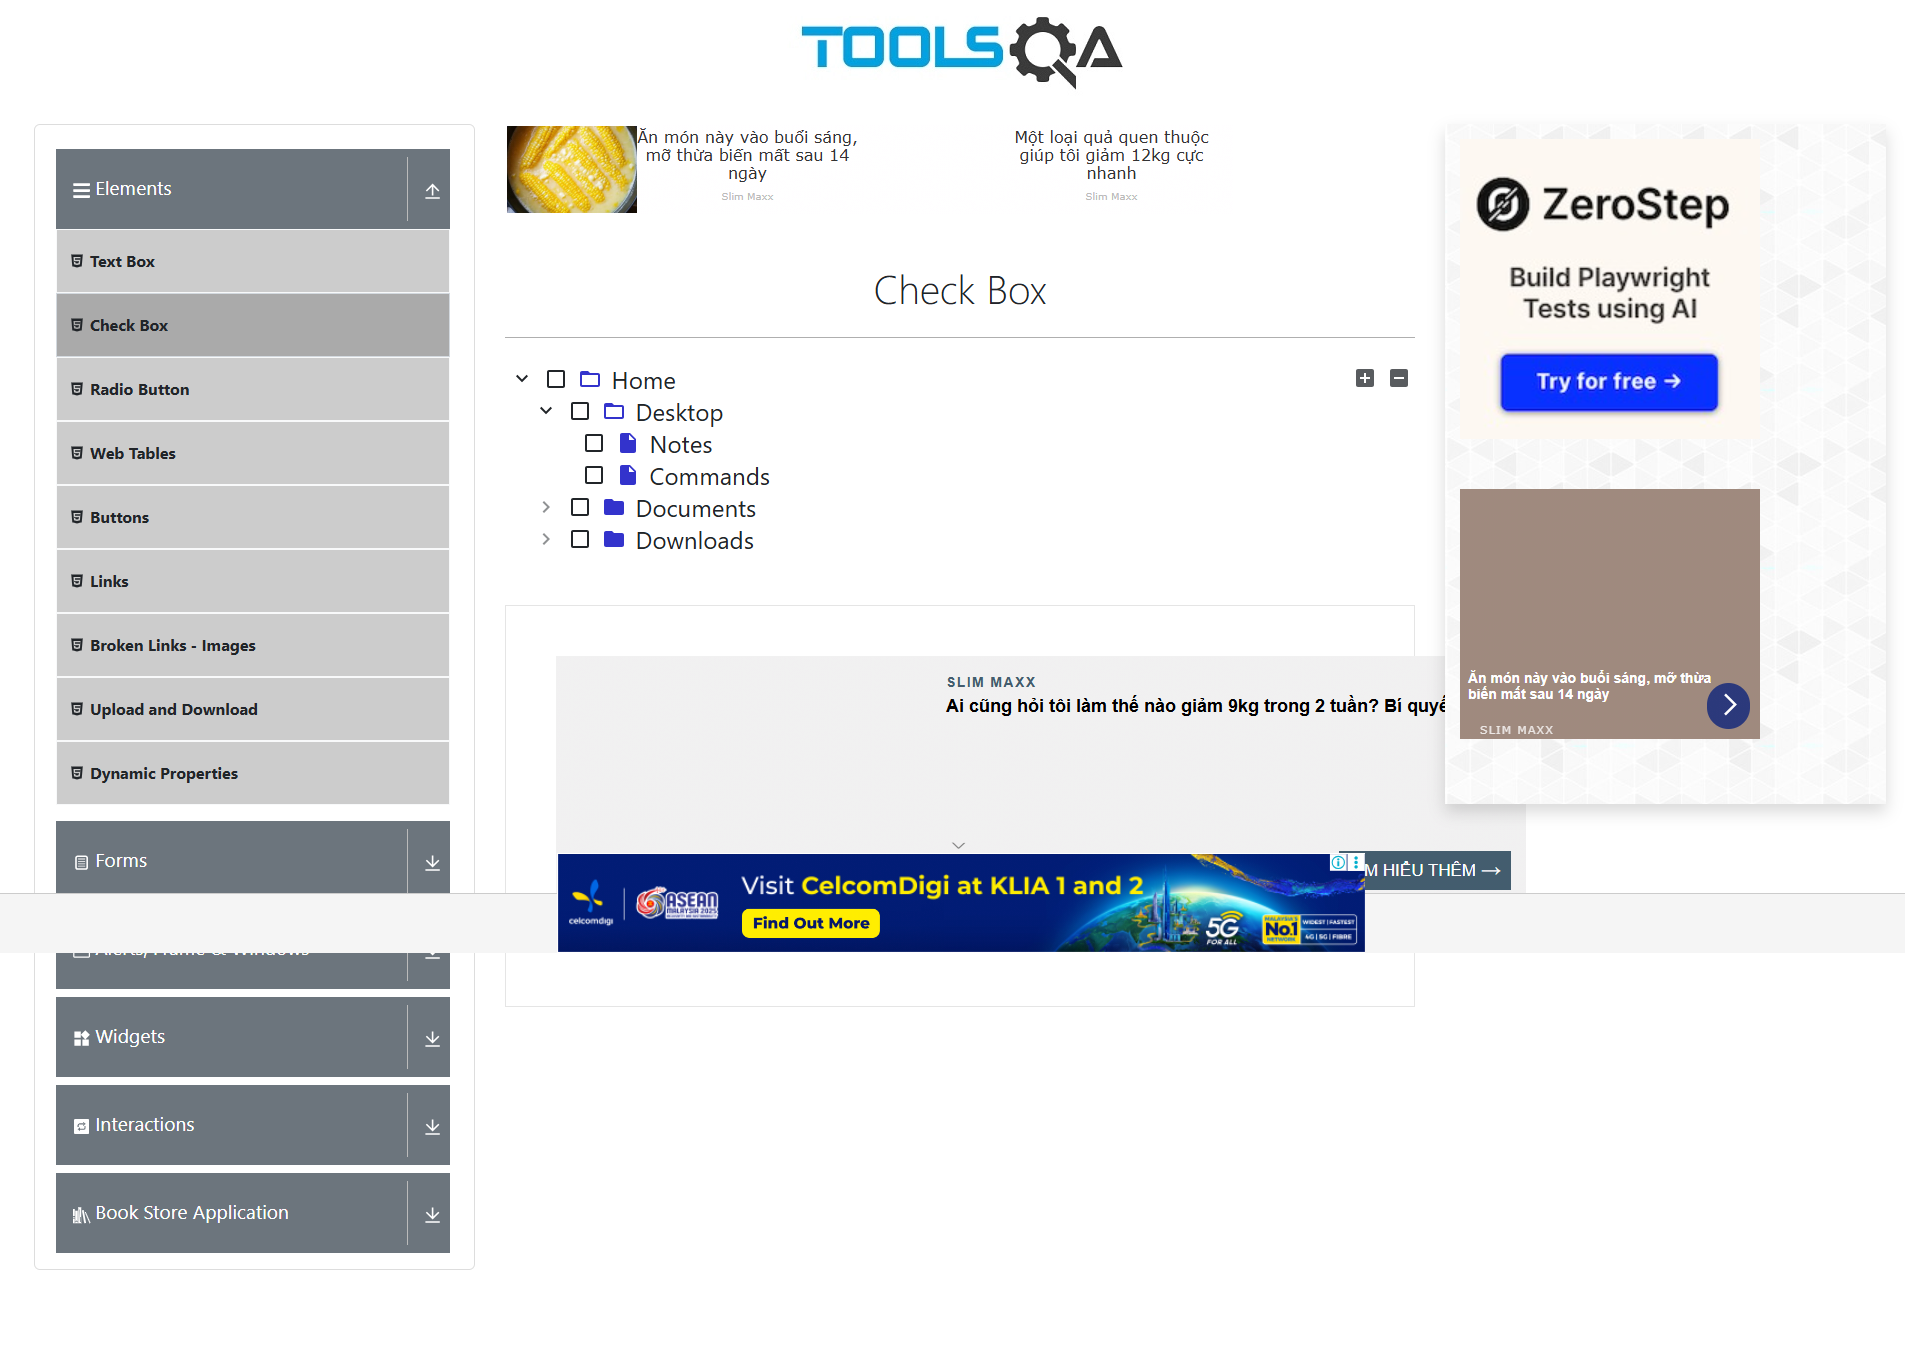 TOOLSQA
Elements
Text Box
Check Box
Radio Button
Web Tables
Buttons
Links
Broken Links - Images
Upload and Download
Dynamic Properties
Forms
Alerts, Frame & Windows
Widgets
Interactions
Book Store Application
Ăn món này vào buổi sáng,
mỡ thừa biến mất sau 14
ngày
Slim Maxx
Một loại quả quen thuộc
giúp tôi giảm 12kg cực
nhanh
Slim Maxx
Check Box
Home
Desktop
Notes
Commands
Documents
Downloads
SLIM MAXX
Ai cũng hỏi tôi làm thế nào giảm 9kg trong 2 tuần? Bí quyế
M HIỂU THÊM →
celcomdigi
ASEAN
MALAYSIA 2025
Visit CelcomDigi at KLIA 1 and 2
Find Out More
5G
FOR ALL
MALAYSIA'S
No.1
NETWORK
WIDEST | FASTEST
4G | 5G | FIBRE
ZeroStep
Build Playwright
Tests using AI
Try for free →
Ăn món này vào buổi sáng, mỡ thừa
biến mất sau 14 ngày
SLIM MAXX